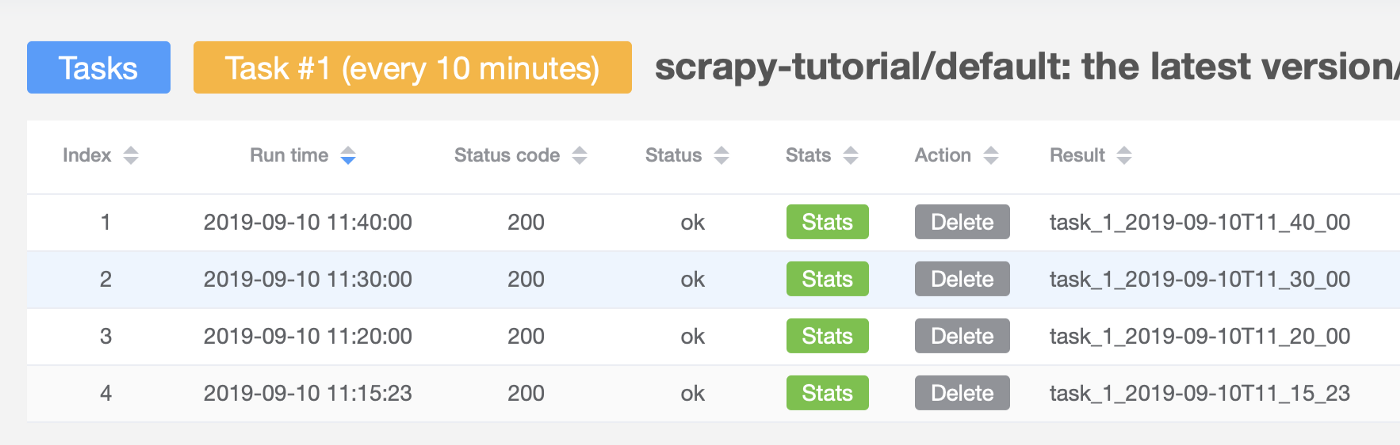 Tasks Task #1 (every 10 minutes) scrapy-tutorial/default: the latest version/
Index Run time Status code Status Stats Action Result
1 2019-09-10 11:40:00 200 ok Stats Delete task_1_2019-09-10T11_40_00
2 2019-09-10 11:30:00 200 ok Stats Delete task_1_2019-09-10T11_30_00
3 2019-09-10 11:20:00 200 ok Stats Delete task_1_2019-09-10T11_20_00
4 2019-09-10 11:15:23 200 ok Stats Delete task_1_2019-09-10T11_15_23